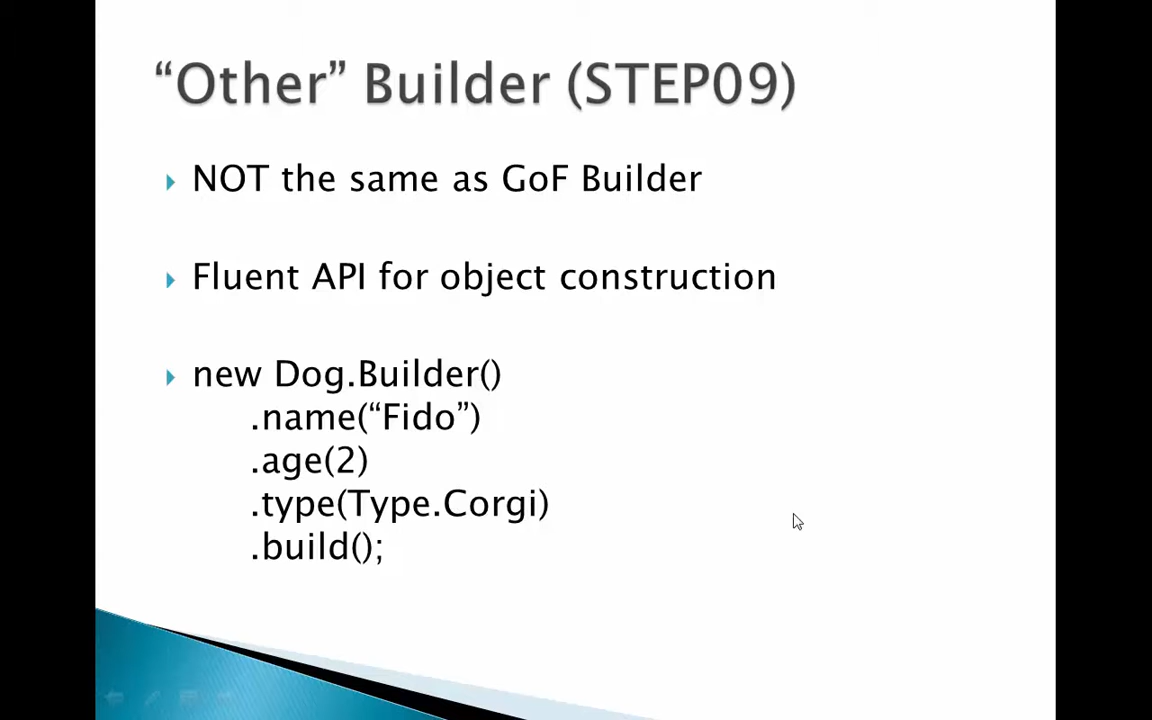 “Other” Builder (STEP09)
NOT the same as GoF Builder
Fluent API for object construction
new Dog.Builder()
.name(“Fido”)
.age(2)
.type(Type.Corgi)
.build();